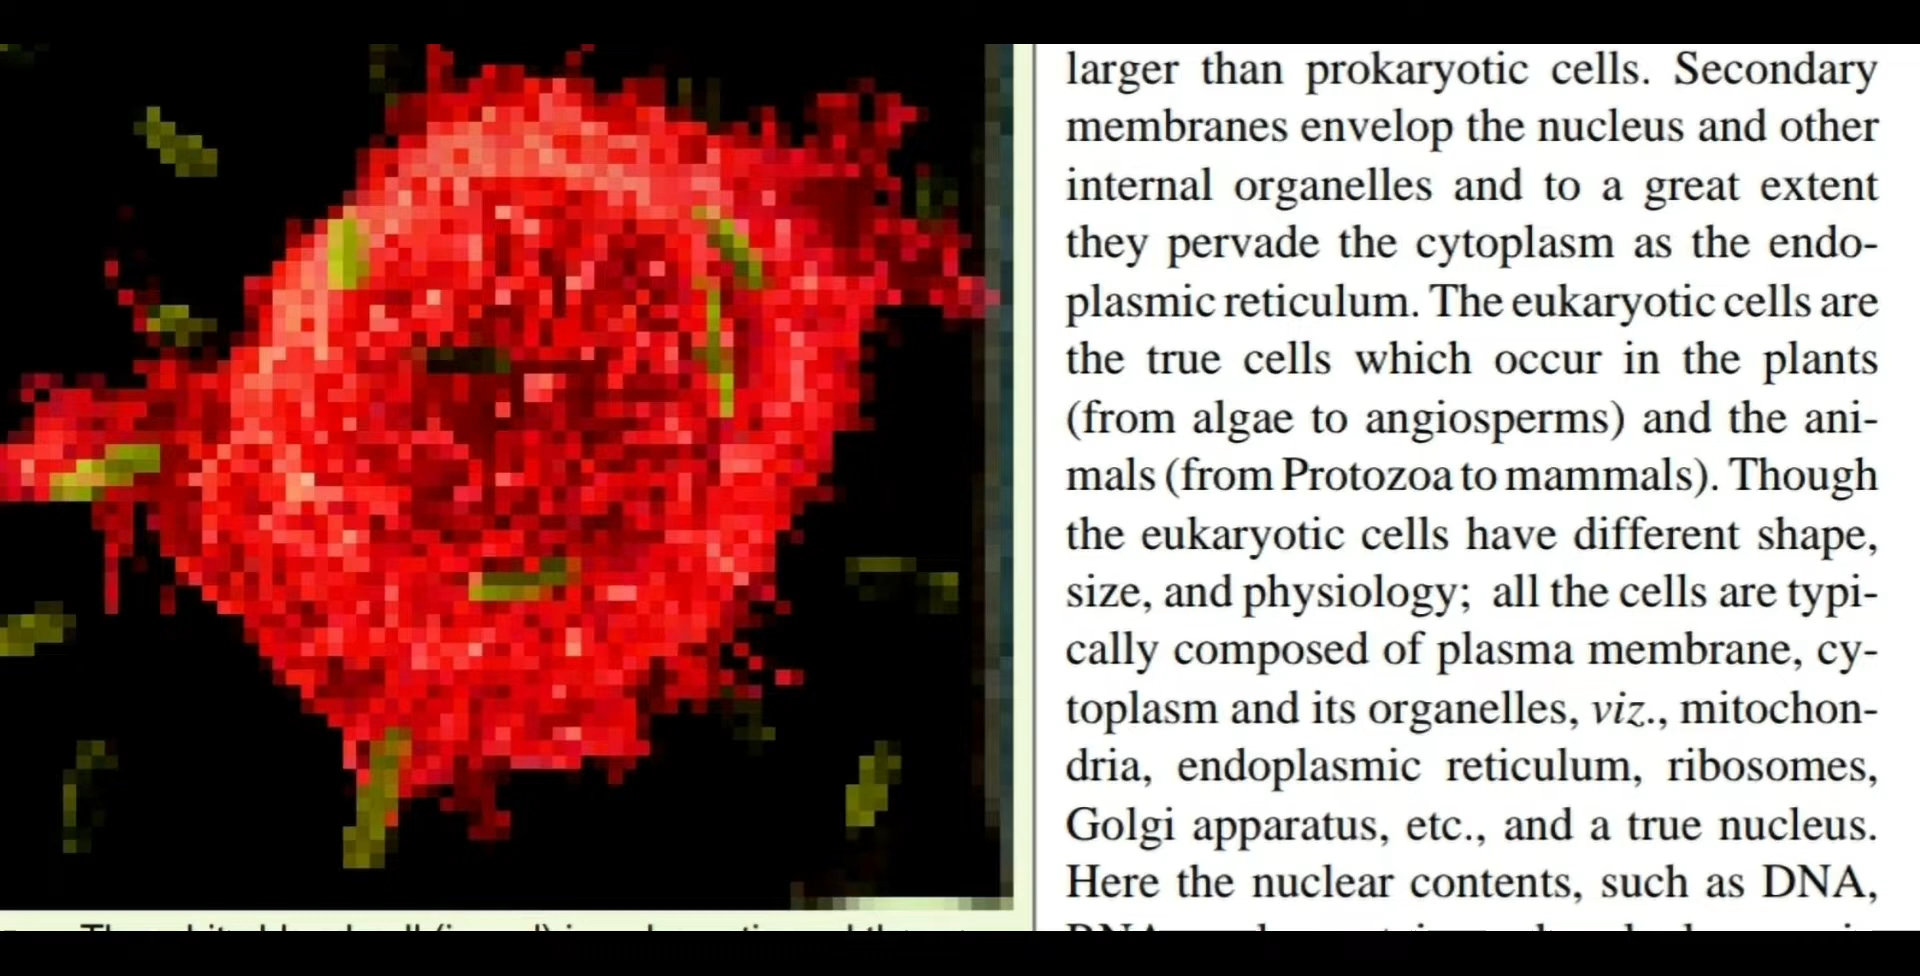 larger than prokaryotic cells. Secondary
membranes envelop the nucleus and other
internal organelles and to a great extent
they pervade the cytoplasm as the endo-
plasmic reticulum. The eukaryotic cells are
the true cells which occur in the plants
(from algae to angiosperms) and the ani-
mals (from Protozoa to mammals). Though
the eukaryotic cells have different shape,
size, and physiology; all the cells are typi-
cally composed of plasma membrane, cy-
toplasm and its organelles, viz., mitochon-
dria, endoplasmic reticulum, ribosomes,
Golgi apparatus, etc., and a true nucleus.
Here the nuclear contents, such as DNA,